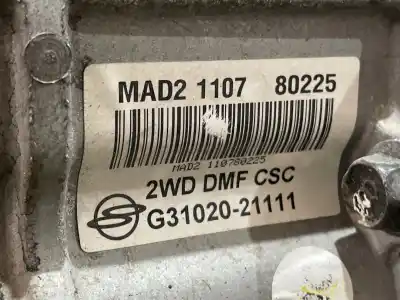 MAD2 1107 80225
MAD2 110780225
2WD DMF CSC
G31020-21111